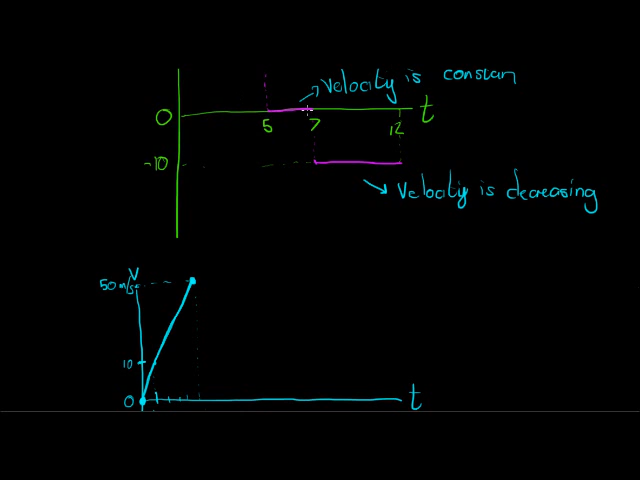 velocity is constan
0
5
7
12
t
-10
velocity is decreasing
V
50 m/s
10
0
t